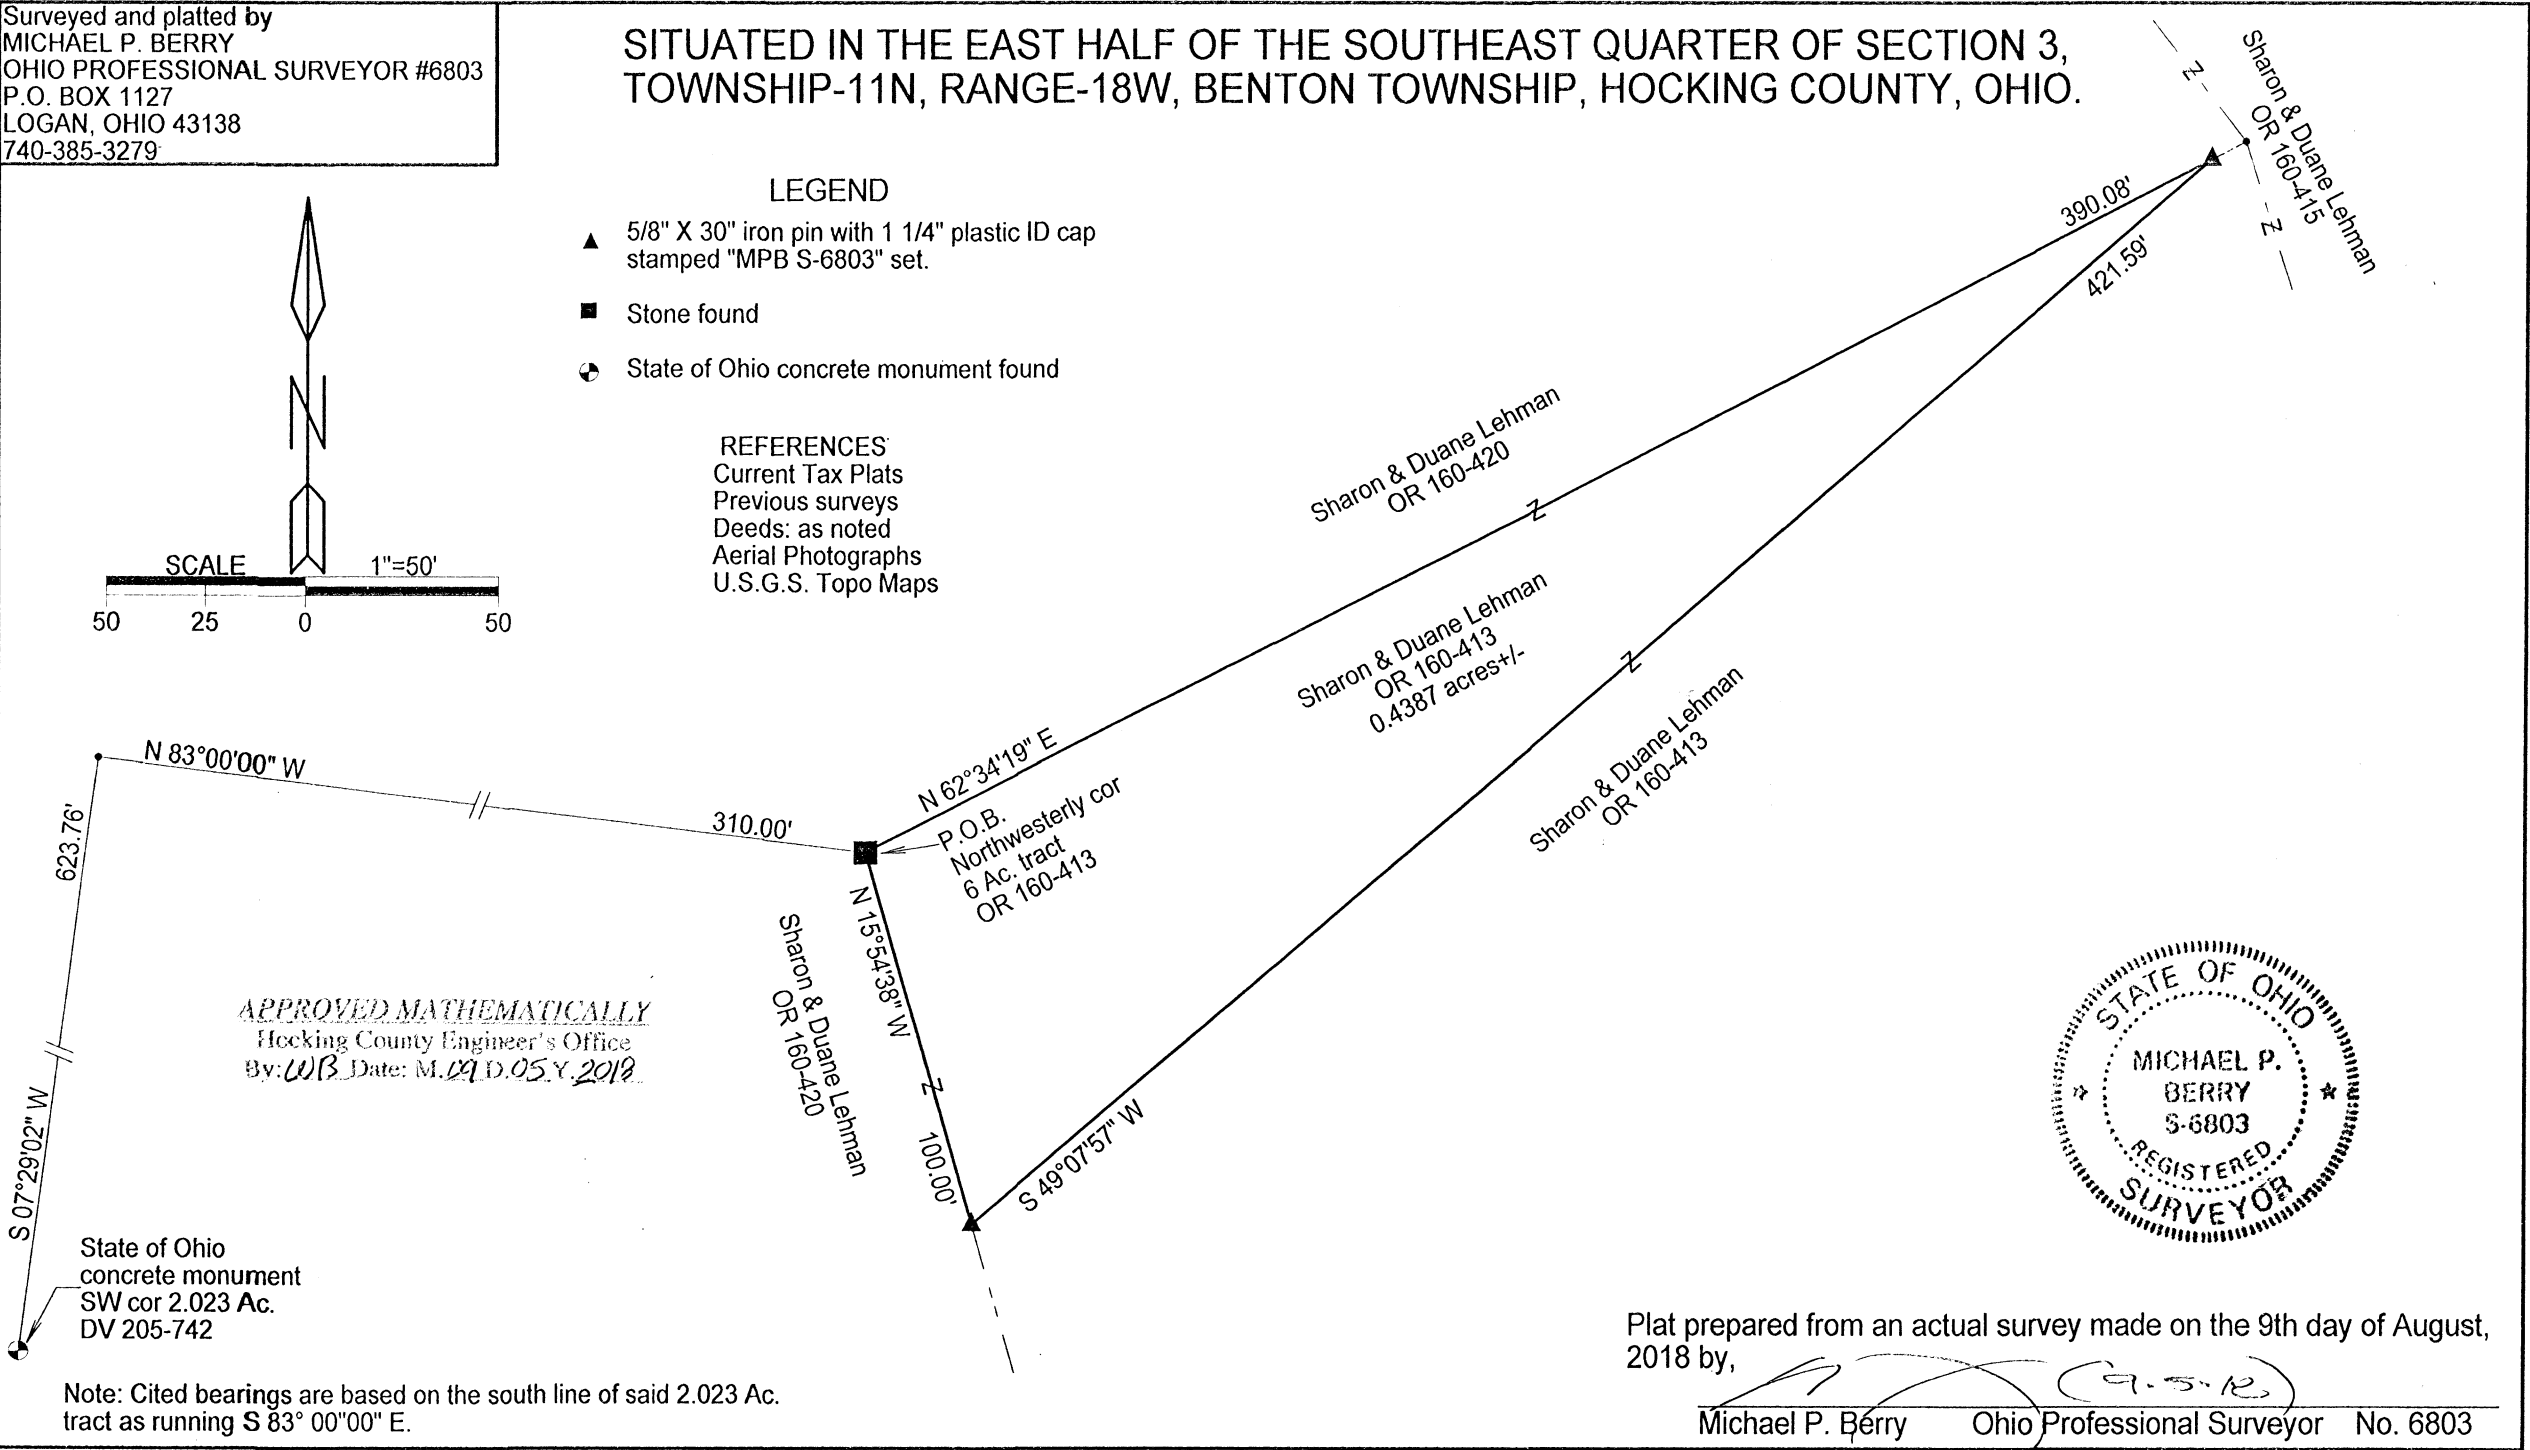 Surveyed and platted by
MICHAEL P. BERRY
OHIO PROFESSIONAL SURVEYOR #6803
P.O. BOX 1127
LOGAN, OHIO 43138
740-385-3279
SITUATED IN THE EAST HALF OF THE SOUTHEAST QUARTER OF SECTION 3,
TOWNSHIP-11N, RANGE-18W, BENTON TOWNSHIP, HOCKING COUNTY, OHIO.
LEGEND
5/8" X 30" iron pin with 1 1/4" plastic ID cap
stamped "MPB S-6803" set.
Stone found
State of Ohio concrete monument found
REFERENCES
Current Tax Plats
Previous surveys
Deeds: as noted
Aerial Photographs
U.S.G.S. Topo Maps
N
SCALE 1"=50'
50 25 0 50
Z
Sharon & Duane Lehman
OR 160-415
Z
390.08'
421.59'
Sharon & Duane Lehman
OR 160-420
Z
Sharon & Duane Lehman
OR 160-413
0.4387 acres+/-
Z
Sharon & Duane Lehman
OR 160-413
N 62°34'19" E
P.O.B.
Northwesterly cor
6 Ac. tract
OR 160-413
N 83°00'00" W
310.00'
623.76'
S 07°29'02" W
N 15°54'38" W
Z
100.00'
Sharon & Duane Lehman
OR 160-420
S 49°07'57" W
APPROVED MATHEMATICALLY
Hocking County Engineer's Office
By: WB Date: M.09 D.05 Y.2018
State of Ohio
concrete monument
SW cor 2.023 Ac.
DV 205-742
Note: Cited bearings are based on the south line of said 2.023 Ac.
tract as running S 83° 00"00" E.
STATE OF OHIO
MICHAEL P.
BERRY
S-6803
REGISTERED
SURVEYOR
Plat prepared from an actual survey made on the 9th day of August,
2018 by,
(9.5.18)
Michael P. Berry Ohio Professional Surveyor No. 6803